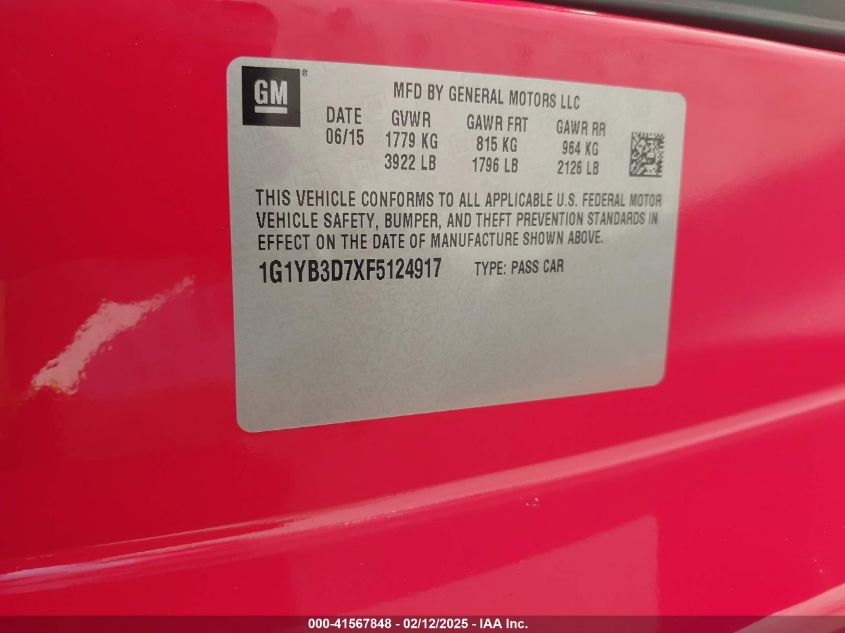 GM
MFD BY GENERAL MOTORS LLC
DATE GVWR GAWR FRT GAWR RR
06/15 1779 KG 815 KG 964 KG
3922 LB 1796 LB 2126 LB
THIS VEHICLE CONFORMS TO ALL APPLICABLE U.S. FEDERAL MOTOR
VEHICLE SAFETY, BUMPER, AND THEFT PREVENTION STANDARDS IN
EFFECT ON THE DATE OF MANUFACTURE SHOWN ABOVE.
1G1YB3D7XF5124917 TYPE: PASS CAR
000-41567848 - 02/12/2025 - IAA Inc.